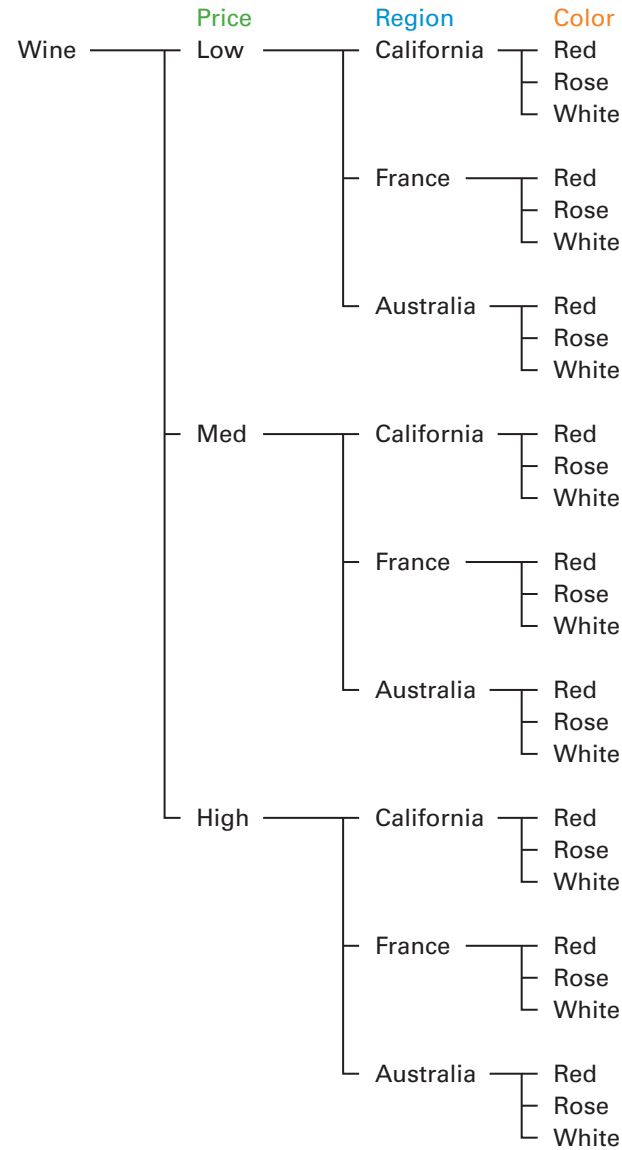 Price Region Color
Wine Low California Red
Rose
White
France Red
Rose
White
Australia Red
Rose
White
Med California Red
Rose
White
France Red
Rose
White
Australia Red
Rose
White
High California Red
Rose
White
France Red
Rose
White
Australia Red
Rose
White